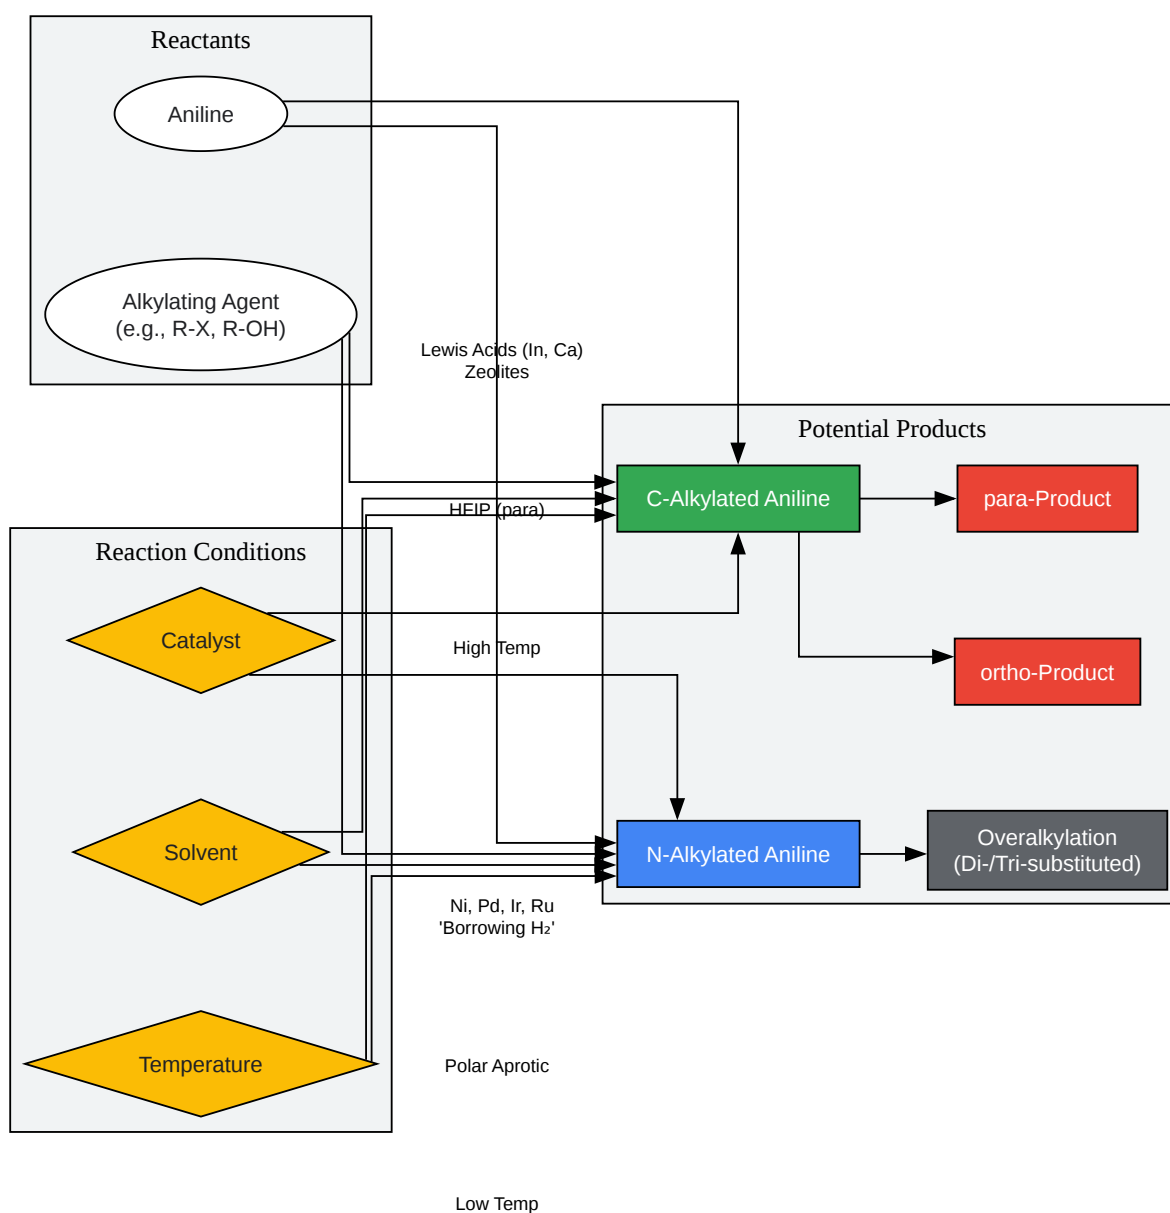 Reactants
Aniline
Alkylating Agent
(e.g., R-X, R-OH)
Lewis Acids (In, Ca)
Zeolites
Potential Products
C-Alkylated Aniline
para-Product
HFIP (para)
Reaction Conditions
Catalyst
High Temp
ortho-Product
Solvent
N-Alkylated Aniline
Overalkylation
(Di-/Tri-substituted)
Ni, Pd, Ir, Ru
'Borrowing H₂'
Temperature
Polar Aprotic
Low Temp